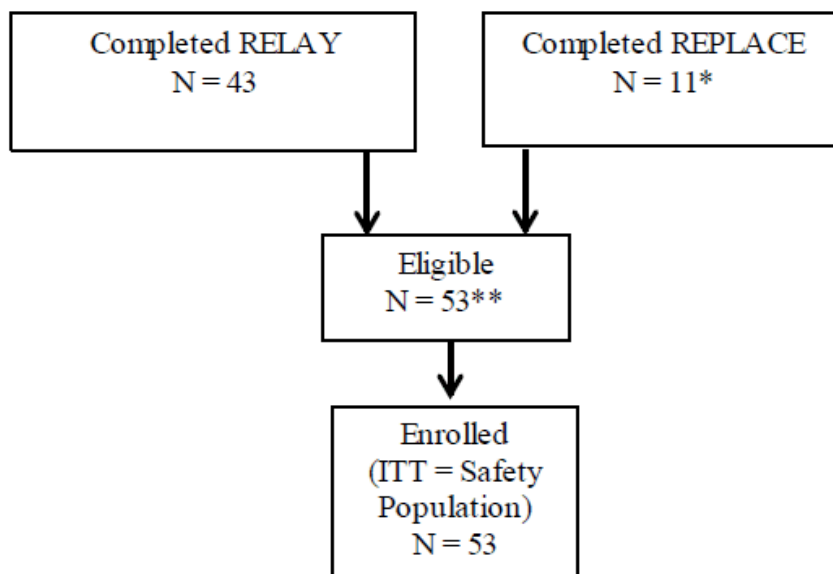 Completed RELAY
N = 43
Completed REPLACE
N = 11*
Eligible
N = 53**
Enrolled
(ITT = Safety
Population)
N = 53